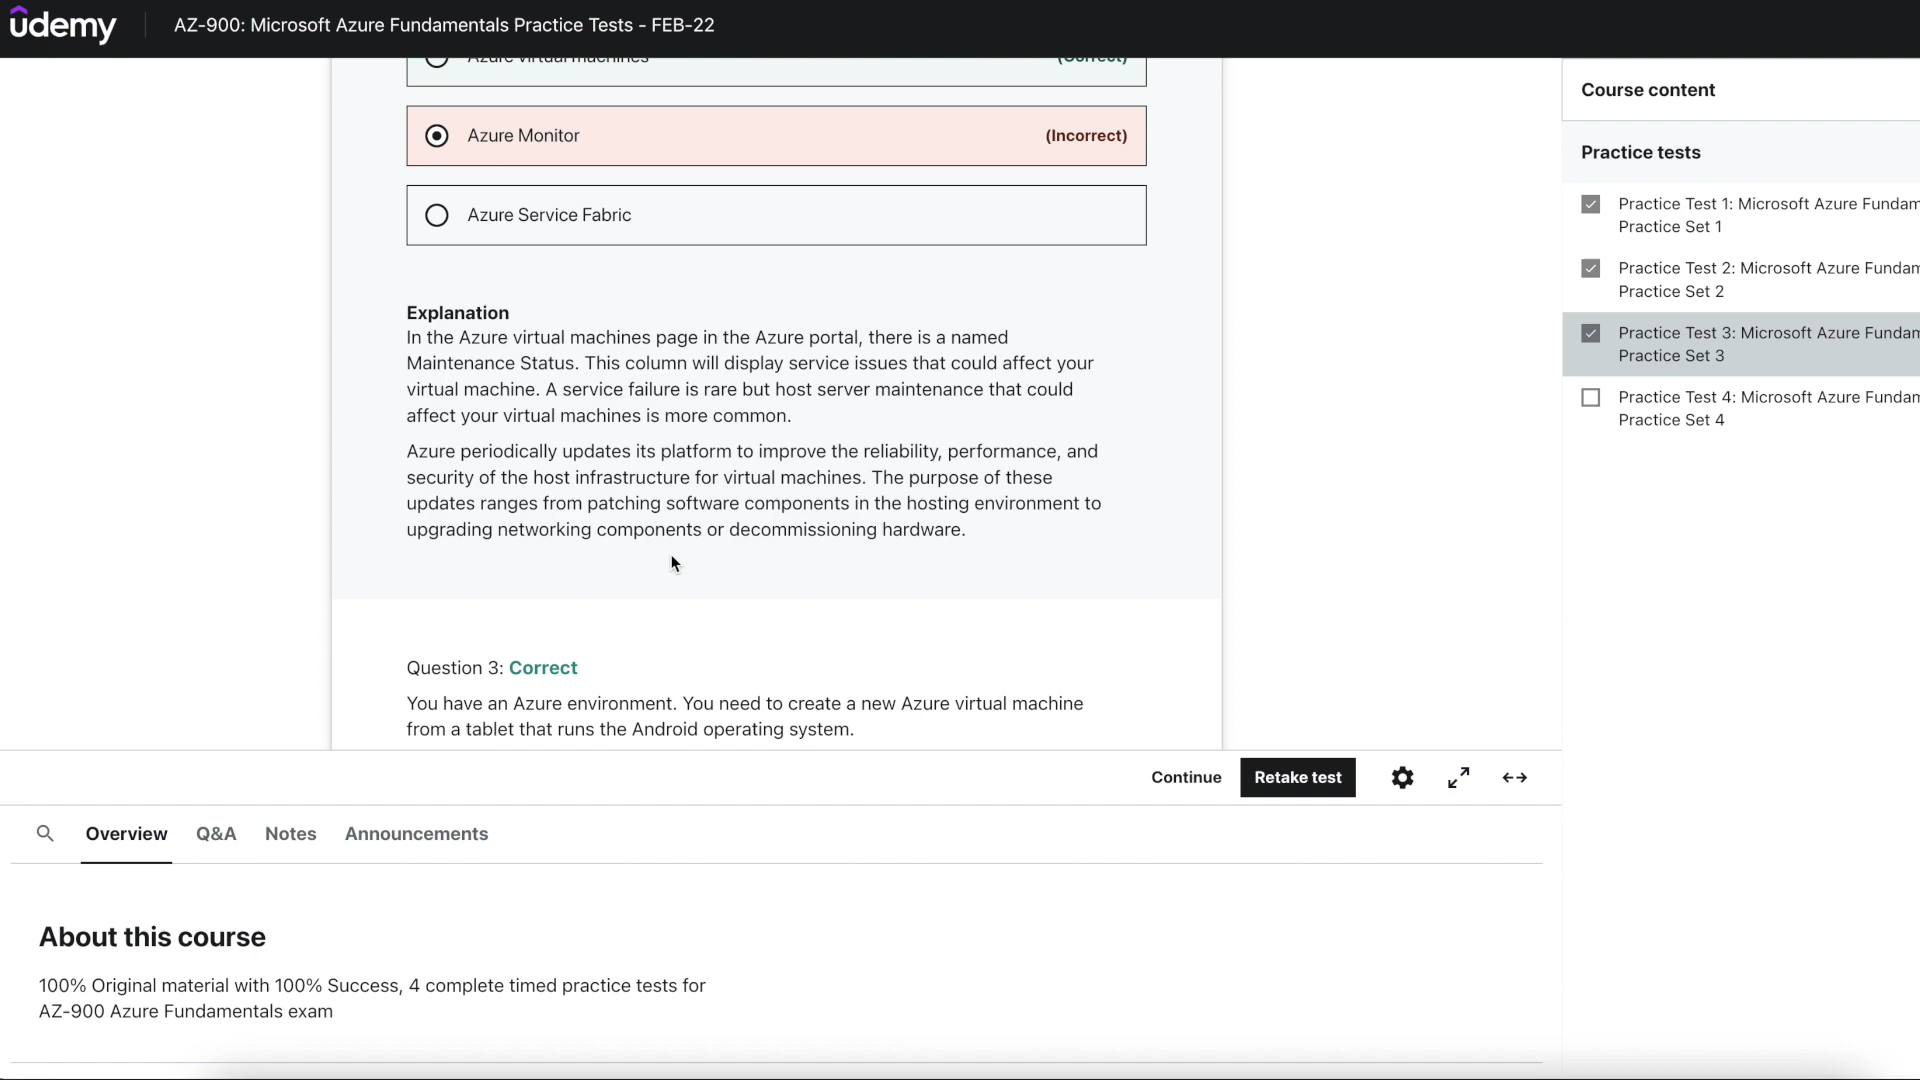 udemy
AZ-900: Microsoft Azure Fundamentals Practice Tests - FEB-22
Azure virtual machines (Correct)
Azure Monitor (Incorrect)
Azure Service Fabric
Explanation
In the Azure virtual machines page in the Azure portal, there is a named
Maintenance Status. This column will display service issues that could affect your
virtual machine. A service failure is rare but host server maintenance that could
affect your virtual machines is more common.
Azure periodically updates its platform to improve the reliability, performance, and
security of the host infrastructure for virtual machines. The purpose of these
updates ranges from patching software components in the hosting environment to
upgrading networking components or decommissioning hardware.
Question 3: Correct
You have an Azure environment. You need to create a new Azure virtual machine
from a tablet that runs the Android operating system.
Continue Retake test
Overview Q&A Notes Announcements
About this course
100% Original material with 100% Success, 4 complete timed practice tests for
AZ-900 Azure Fundamentals exam
Course content
Practice tests
Practice Test 1: Microsoft Azure Fundam
Practice Set 1
Practice Test 2: Microsoft Azure Fundam
Practice Set 2
Practice Test 3: Microsoft Azure Fundam
Practice Set 3
Practice Test 4: Microsoft Azure Fundam
Practice Set 4